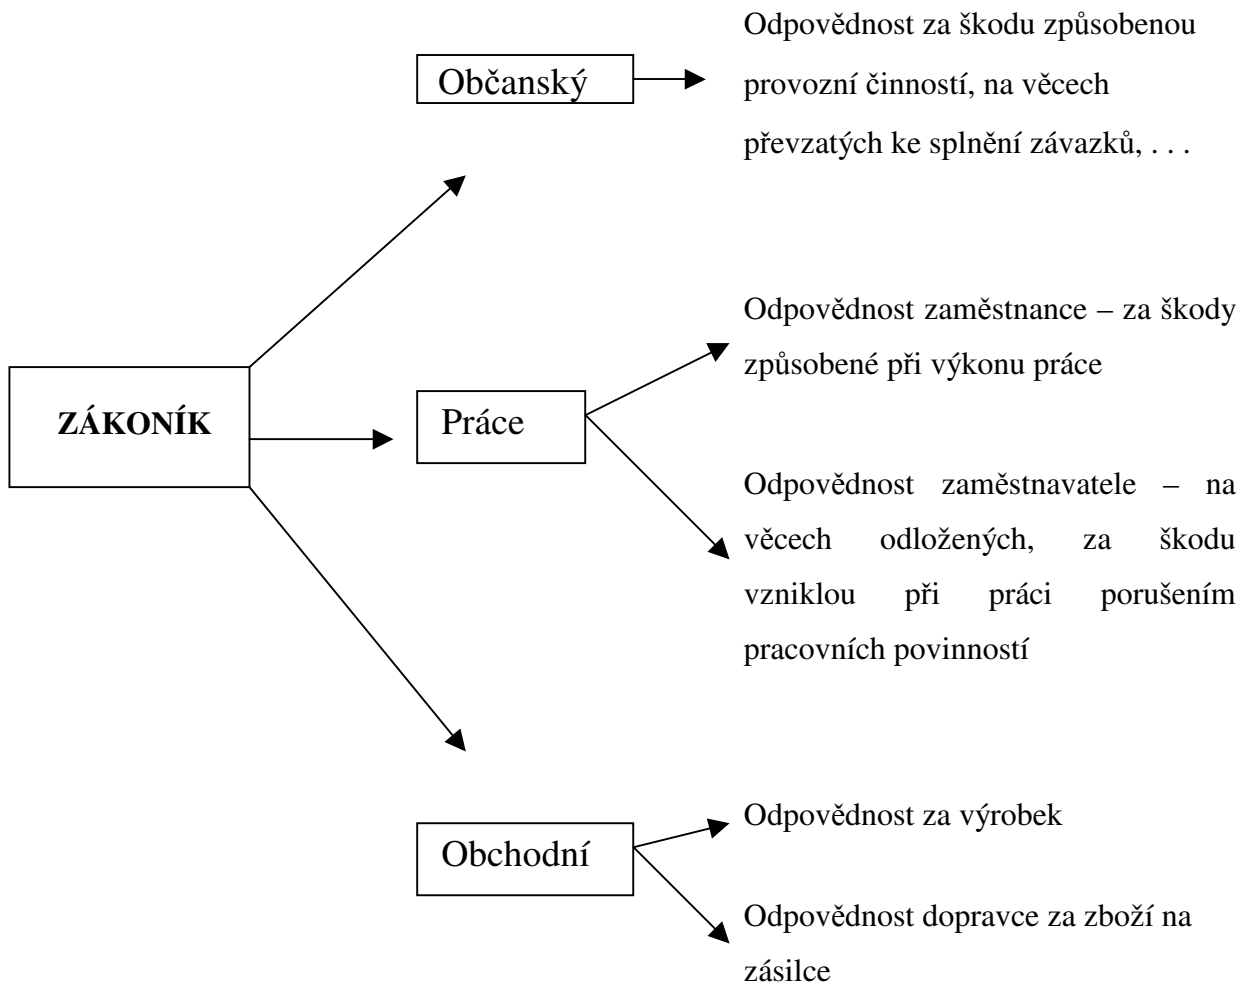 Odpovědnost za škodu způsobenou
Občanský
provozní činností, na věcech
převzatých ke splnění závazků, . . .
Odpovědnost zaměstnance – za škody
způsobené při výkonu práce
ZÁKONÍK
Práce
Odpovědnost zaměstnavatele – na
věcech odložených, za škodu
vzniklou při práci porušením
pracovních povinností
Odpovědnost za výrobek
Obchodní
Odpovědnost dopravce za zboží na
zásilce